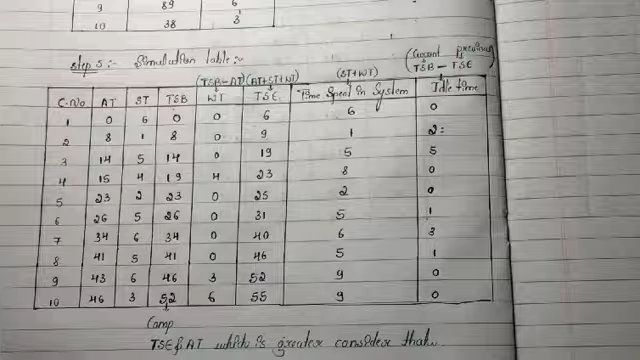 9 89 6
10 38 3
Step 5:- Simulation Table:-
(TSB-AT) (AT+ST+WT) (ST+WT) (Current previous TSB - TSE)
C.No AT ST TSB WT TSE Time Spend in System Idle time
1 0 6 0 0 6 6 0
2 8 1 8 0 9 1 2
3 14 5 14 0 19 5 5
4 15 4 19 4 23 8 0
5 23 2 23 0 25 2 0
6 26 5 26 0 31 5 1
7 34 6 34 0 40 6 3
8 41 5 41 0 46 5 1
9 43 6 46 3 52 9 0
10 46 3 52 6 55 9 0
Comp
TSE & AT which is greater consider that